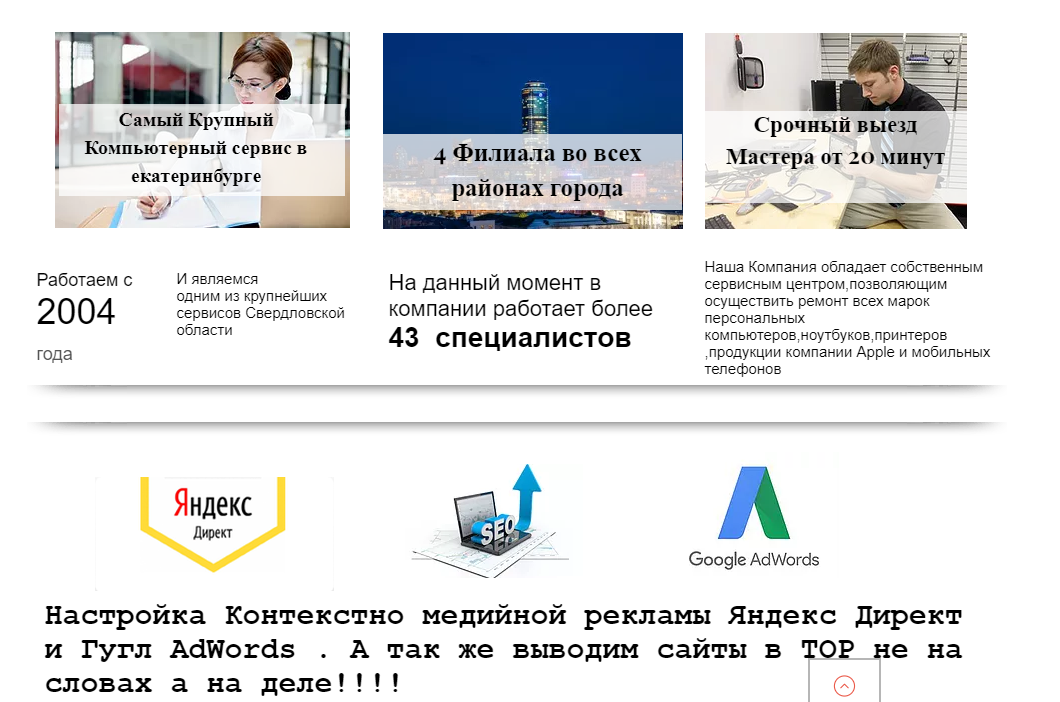 Самый Крупный
Компьютерный сервис в
екатеринбурге
4 Филиала во всех
районах города
Срочный выезд
Мастера от 20 минут
Работаем с
2004
года
И являемся
одним из крупнейших
сервисов Свердловской
области
На данный момент в
компании работает более
43 специалистов
Наша Компания обладает собственным
сервисным центром,позволяющим
осуществить ремонт всех марок
персональных
компьютеров,ноутбуков,принтеров
,продукции компании Apple и мобильных
телефонов
Яндекс
Директ
SEO
Google AdWords
Настройка Контекстно медийной рекламы Яндекс Директ
и Гугл AdWords . А так же выводим сайты в TOP не на
словах а на деле!!!!